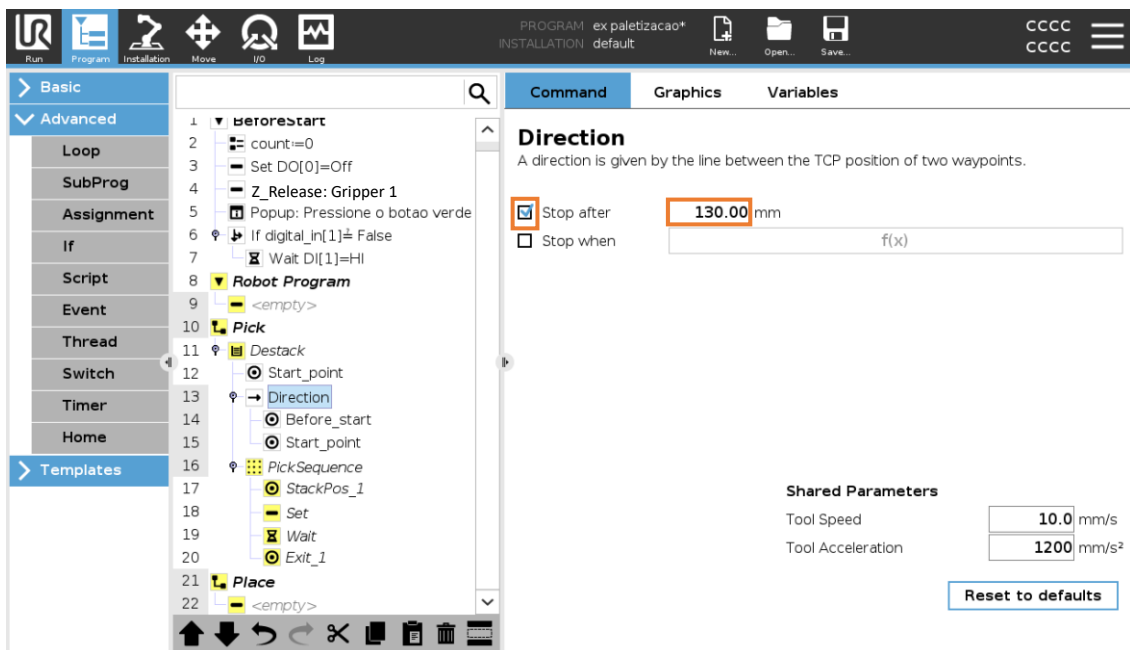 PROGRAM ex paletizacao*
INSTALLATION default
New...
Open...
Save...
CCCC
CCCC
UR
Run
Program
Installation
Move
I/O
Log
Basic
Advanced
Loop
SubProg
Assignment
If
Script
Event
Thread
Switch
Timer
Home
Templates
1 BeforeStart
2 count≔0
3 Set DO[0]=Off
4 Z_Release: Gripper 1
5 Popup: Pressione o botao verde
6 If digital_in[1]≟ False
7 Wait DI[1]=HI
8 Robot Program
9 <empty>
10 Pick
11 Destack
12 Start_point
13 Direction
14 Before_start
15 Start_point
16 PickSequence
17 StackPos_1
18 Set
19 Wait
20 Exit_1
21 Place
22 <empty>
Command Graphics Variables
Direction
A direction is given by the line between the TCP position of two waypoints.
Stop after 130.00 mm
Stop when f(x)
Shared Parameters
Tool Speed 10.0 mm/s
Tool Acceleration 1200 mm/s²
Reset to defaults